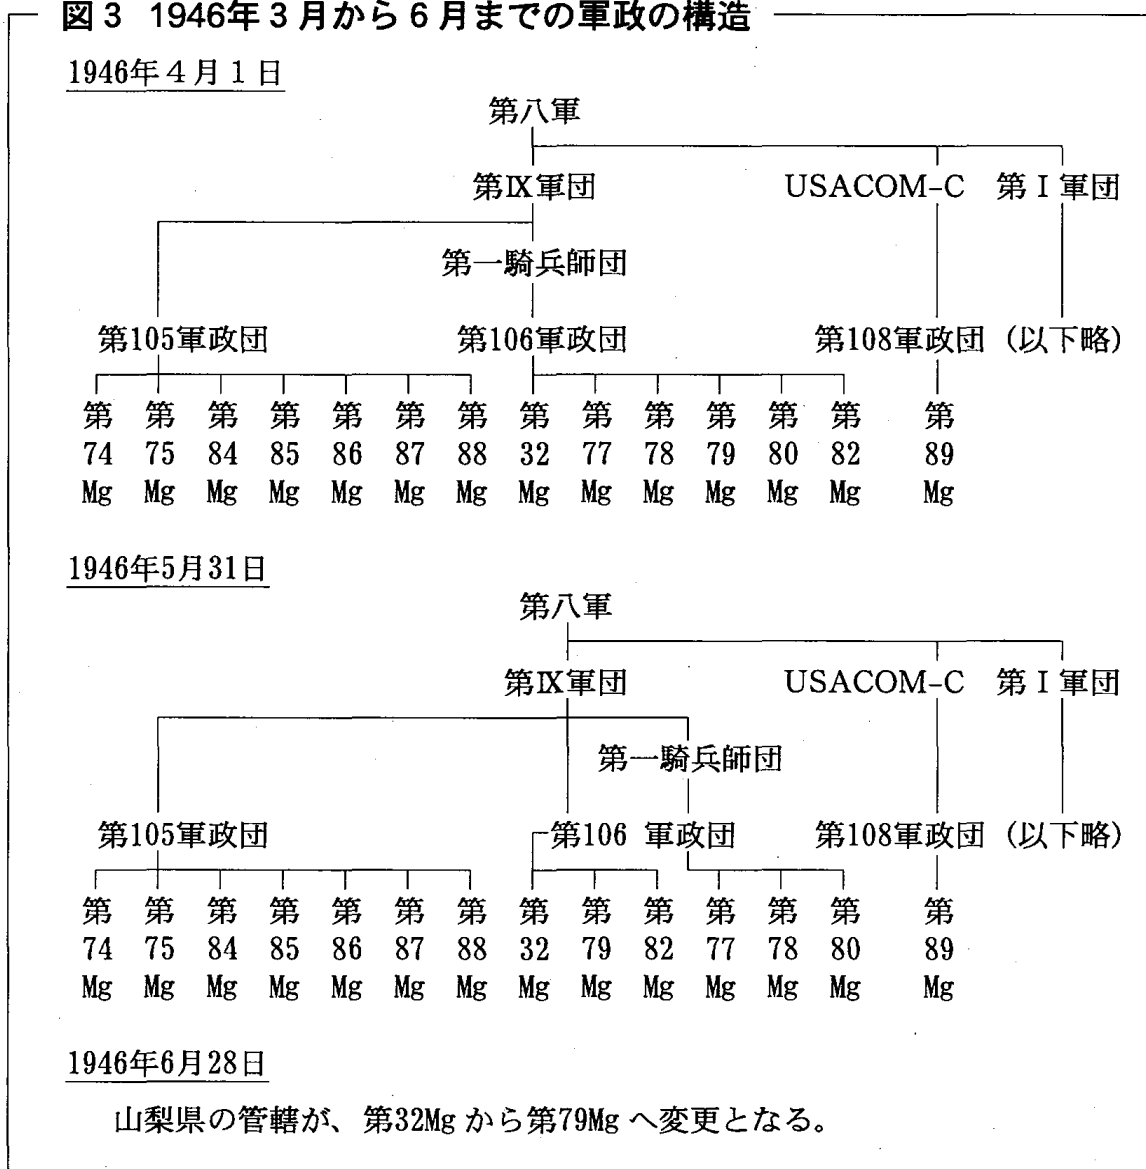 図3 1946年3月から6月までの軍政の構造
1946年4月1日
第八軍
第Ⅸ軍団 USACOM-C 第Ⅰ軍団
第一騎兵師団
第105軍政団 第106軍政団 第108軍政団 (以下略)
第 第 第 第 第 第 第 第 第 第 第 第 第 第
74 75 84 85 86 87 88 32 77 78 79 80 82 89
Mg Mg Mg Mg Mg Mg Mg Mg Mg Mg Mg Mg Mg Mg
1946年5月31日
第八軍
第Ⅸ軍団 USACOM-C 第Ⅰ軍団
第一騎兵師団
第105軍政団 第106 軍政団 第108軍政団 (以下略)
第 第 第 第 第 第 第 第 第 第 第 第 第 第
74 75 84 85 86 87 88 32 79 82 77 78 80 89
Mg Mg Mg Mg Mg Mg Mg Mg Mg Mg Mg Mg Mg Mg
1946年6月28日
山梨県の管轄が、第32Mgから第79Mgへ変更となる。